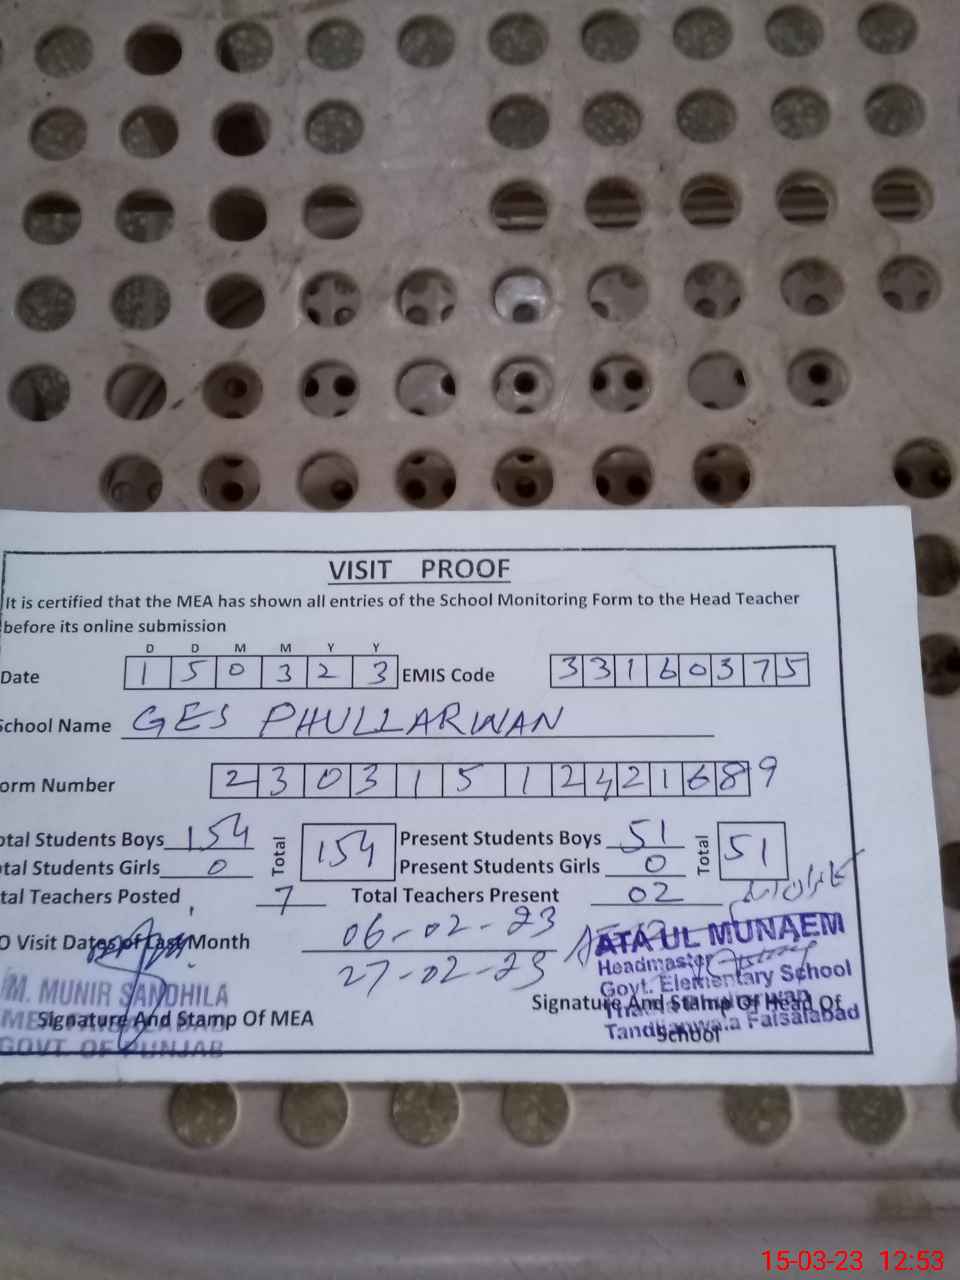 VISIT PROOF
It is certified that the MEA has shown all entries of the School Monitoring Form to the Head Teacher
before its online submission
D D M M Y Y
Date 1 5 0 3 2 3 EMIS Code 3 3 1 6 0 3 7 5
School Name GES PHULLARWAN
orm Number 2 3 0 3 1 5 1 2 4 2 1 6 8 9
otal Students Boys 154 Total 154 Present Students Boys 51 Total 51
otal Students Girls 0 Present Students Girls 0
tal Teachers Posted 7 Total Teachers Present 02
O Visit Dates of Last Month 06-02-23
27-02-23
ATA UL MUNAEM
Headmaster
Govt. Elementary School
Tandlianwala Faisalabad
M. MUNIR SANDHILA
GOVT. OF PUNJAB
Signature And Stamp Of MEA
Signature And Stamp Of Head Of
School
15-03-23 12:53